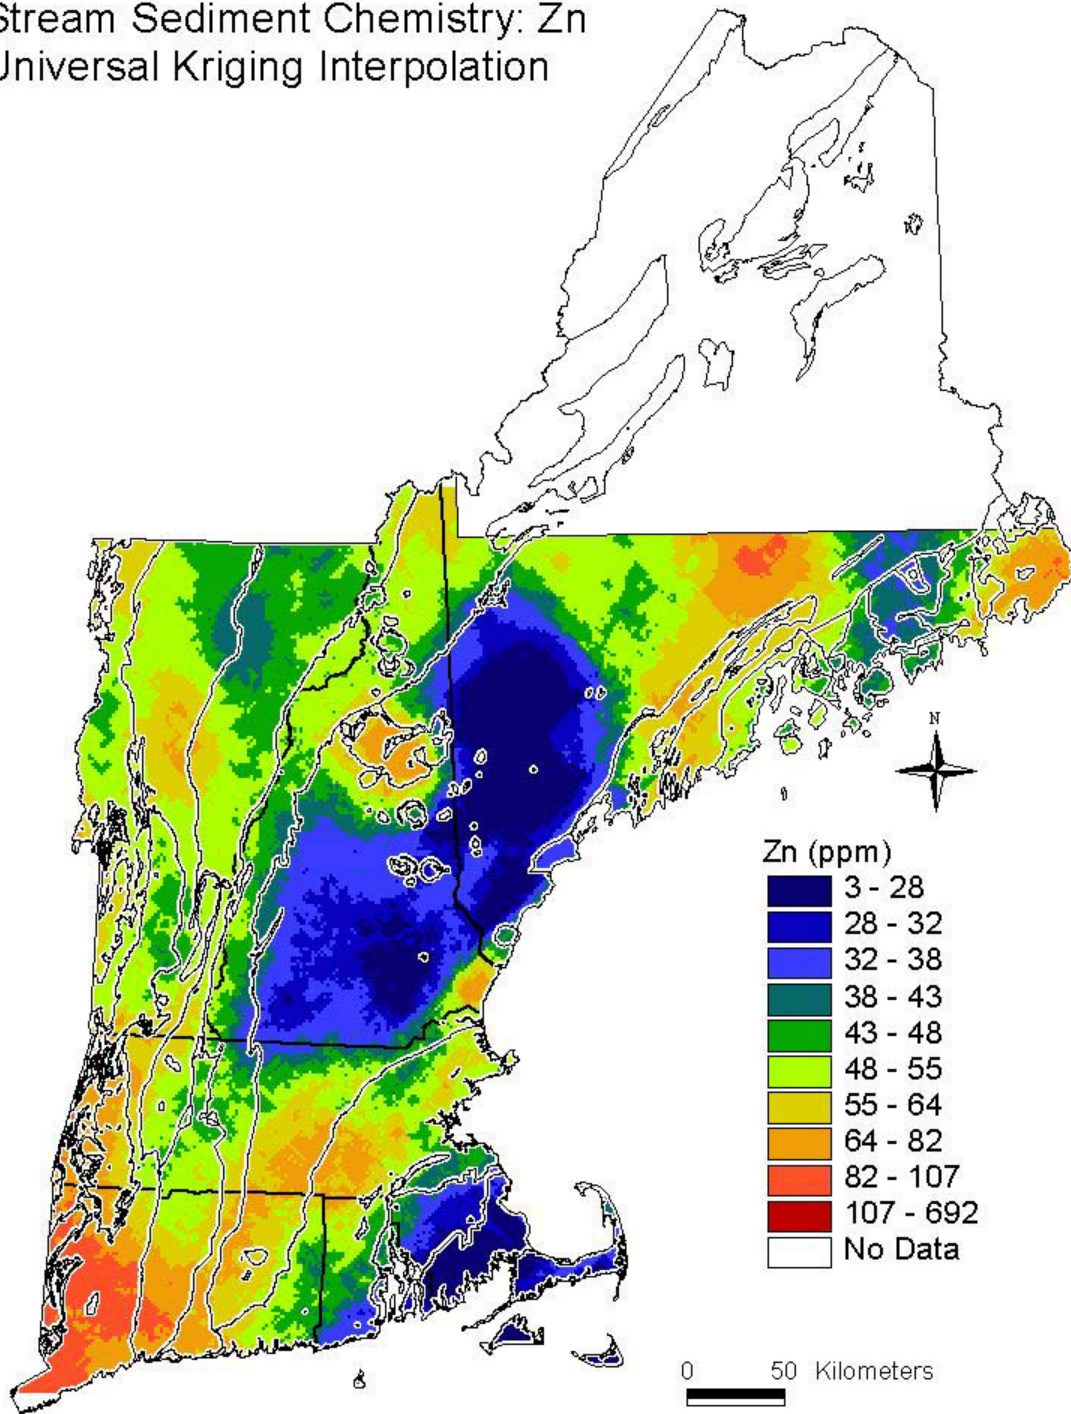 Stream Sediment Chemistry: Zn
Universal Kriging Interpolation
N
Zn (ppm)
3 - 28
28 - 32
32 - 38
38 - 43
43 - 48
48 - 55
55 - 64
64 - 82
82 - 107
107 - 692
No Data
0 50 Kilometers